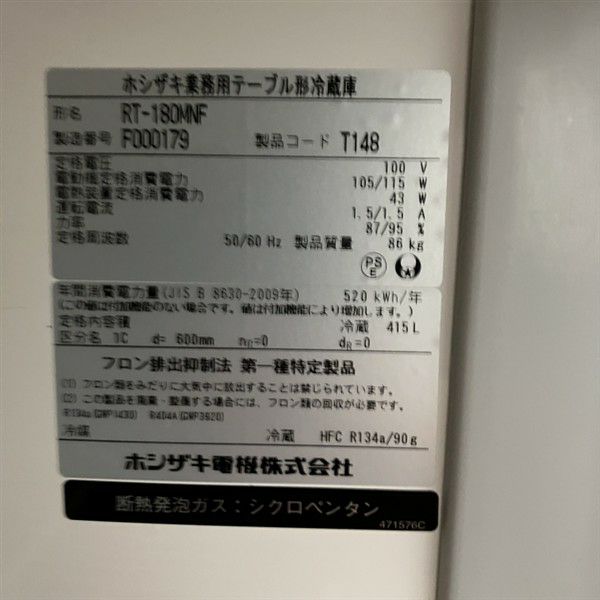 ホシザキ業務用テーブル形冷蔵庫
形名 RT-180MNF
製造番号 F000179 製品コード T148
定格電圧 100 V
電動機定格消費電力 105/115 W
電熱装置定格消費電力 43 W
運転電流 1.5/1.5 A
力率 87/95 %
定格周波数 50/60 Hz 製品質量 86 kg
PS
E
年間消費電力量(JIS B 8630-2009年) 520 kWh/年
(この値は付加機能のない場合です。値は付加機能により増加します。)
定格内容積 冷蔵 415 L
区分名 1C d= 600mm nR=0 dR=0
フロン排出抑制法 第一種特定製品
(1) フロン類をみだりに大気中に放出することは禁じられています。
(2) この製品を廃棄・整備する場合には、フロン類の回収が必要です。
R134a(GWP1430) R404A(GWP3920)
冷媒 冷蔵 HFC R134a/90g
ホシザキ電機株式会社
断熱発泡ガス:シクロペンタン
471576C